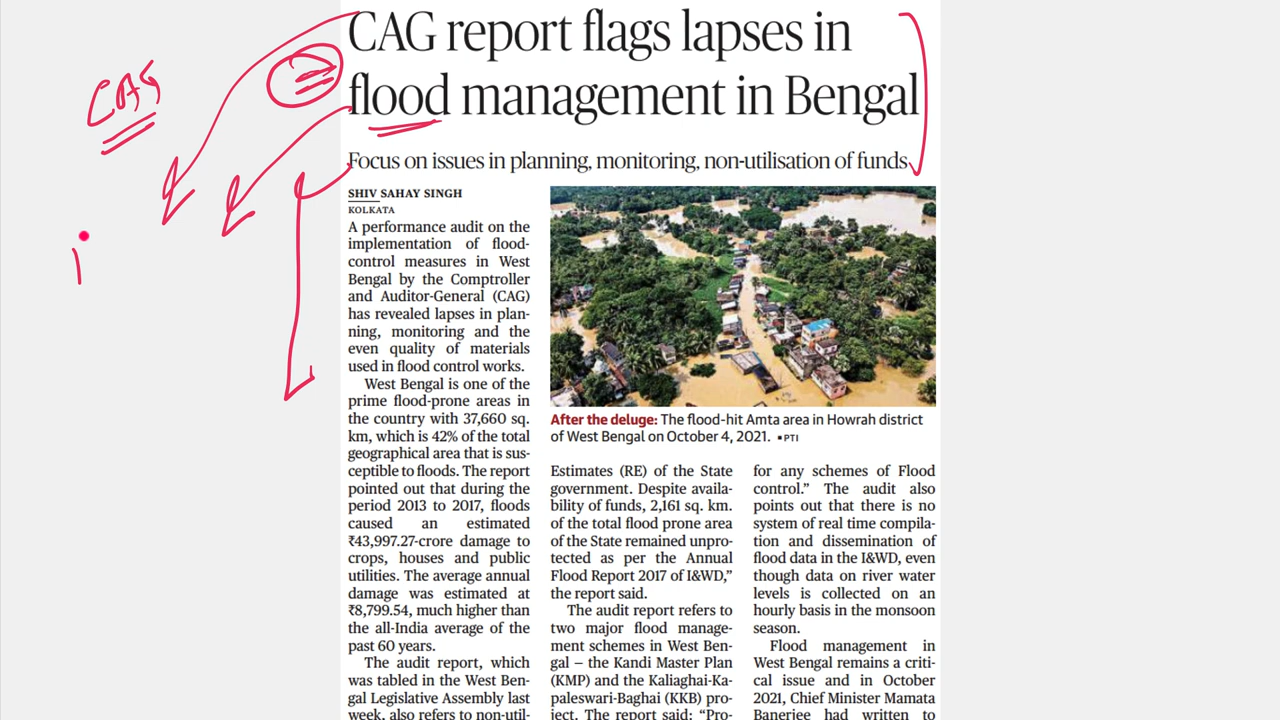 CAG report flags lapses in
flood management in Bengal
CAG
Focus on issues in planning, monitoring, non-utilisation of funds
SHIV SAHAY SINGH
KOLKATA
A performance audit on the
implementation of flood-
control measures in West
Bengal by the Comptroller
and Auditor-General (CAG)
has revealed lapses in plan-
ning, monitoring and the
even quality of materials
used in flood control works.
West Bengal is one of the
prime flood-prone areas in
the country with 37,660 sq.
km, which is 42% of the total
geographical area that is sus-
ceptible to floods. The report
pointed out that during the
period 2013 to 2017, floods
caused an estimated
₹43,997.27-crore damage to
crops, houses and public
utilities. The average annual
damage was estimated at
₹8,799.54, much higher than
the all-India average of the
past 60 years.
The audit report, which
was tabled in the West Ben-
gal Legislative Assembly last
week, also refers to non-util-
After the deluge: The flood-hit Amta area in Howrah district
of West Bengal on October 4, 2021. ▪PTI
Estimates (RE) of the State
government. Despite availa-
bility of funds, 2,161 sq. km.
of the total flood prone area
of the State remained unpro-
tected as per the Annual
Flood Report 2017 of I&WD,”
the report said.
The audit report refers to
two major flood manage-
ment schemes in West Ben-
gal – the Kandi Master Plan
(KMP) and the Kaliaghai-Ka-
paleswari-Baghai (KKB) pro-
ject. The report said: “Pro-
for any schemes of Flood
control.” The audit also
points out that there is no
system of real time compila-
tion and dissemination of
flood data in the I&WD, even
though data on river water
levels is collected on an
hourly basis in the monsoon
season.
Flood management in
West Bengal remains a criti-
cal issue and in October
2021, Chief Minister Mamata
Banerjee had written to